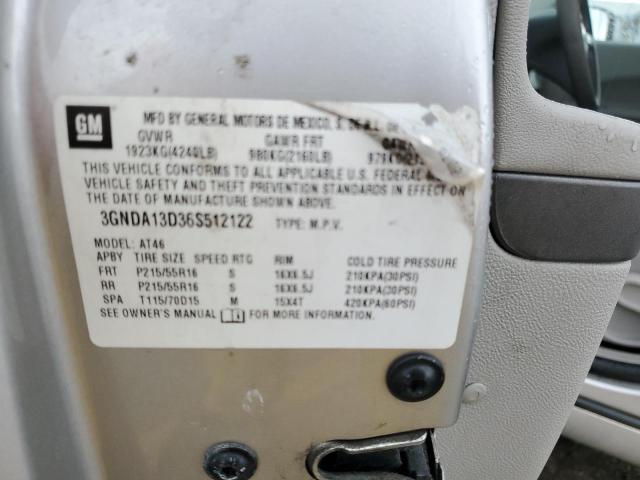 GM
MFD BY GENERAL MOTORS DE MEXICO, S. DE R.L. DE
GVWR GAWR FRT
1923KG(4240LB) 980KG(2160LB)
THIS VEHICLE CONFORMS TO ALL APPLICABLE U.S. FEDERAL
VEHICLE SAFETY AND THEFT PREVENTION STANDARDS IN EFFECT ON
THE DATE OF MANUFACTURE SHOWN ABOVE.
3GNDA13D36S512122 TYPE: M.P.V.
MODEL: AT46
APBY TIRE SIZE SPEED RTG RIM COLD TIRE PRESSURE
FRT P215/55R16 S 16X6.5J 210KPA(30PSI)
RR P215/55R16 S 16X6.5J 210KPA(30PSI)
SPA T115/70D15 M 15X4T 420KPA(60PSI)
SEE OWNER'S MANUAL FOR MORE INFORMATION.